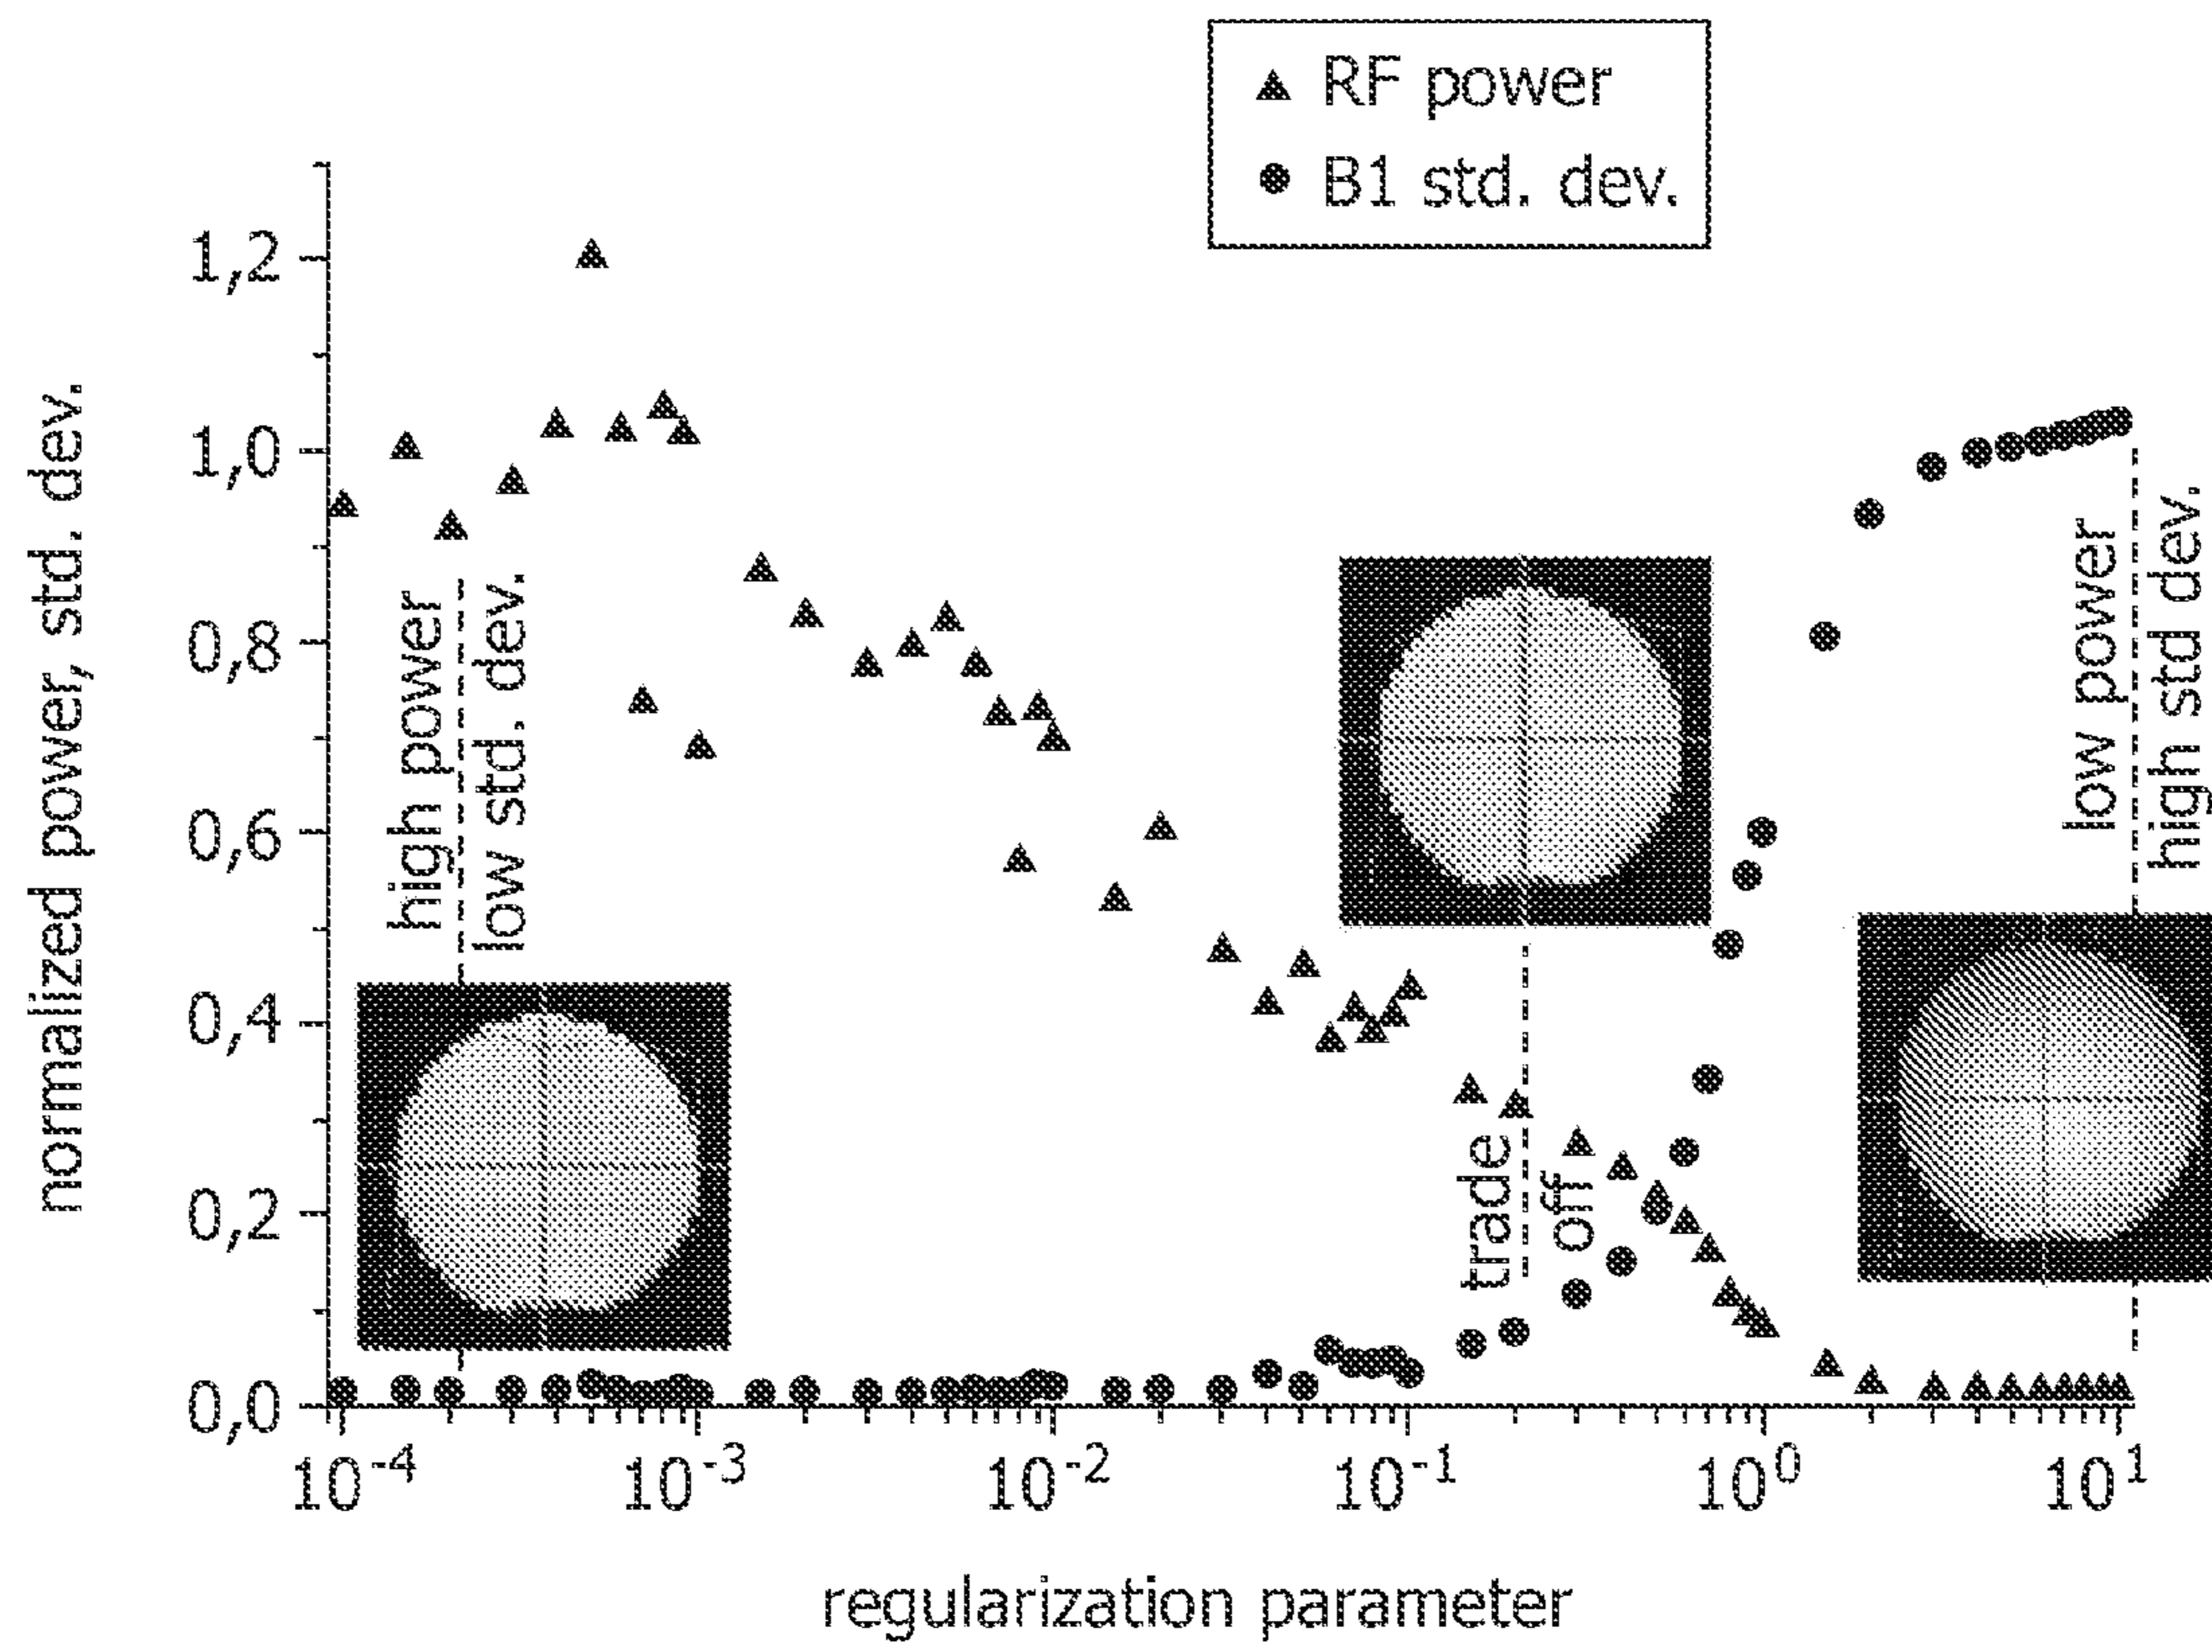 RF power
B1 std. dev.
normalized power, std. dev.
1,2
1,0
0,8
0,6
0,4
0,2
0,0
high power
low std. dev.
trade
off
low power
high std dev.
10⁻⁴ 10⁻³ 10⁻² 10⁻¹ 10⁰ 10¹
regularization parameter